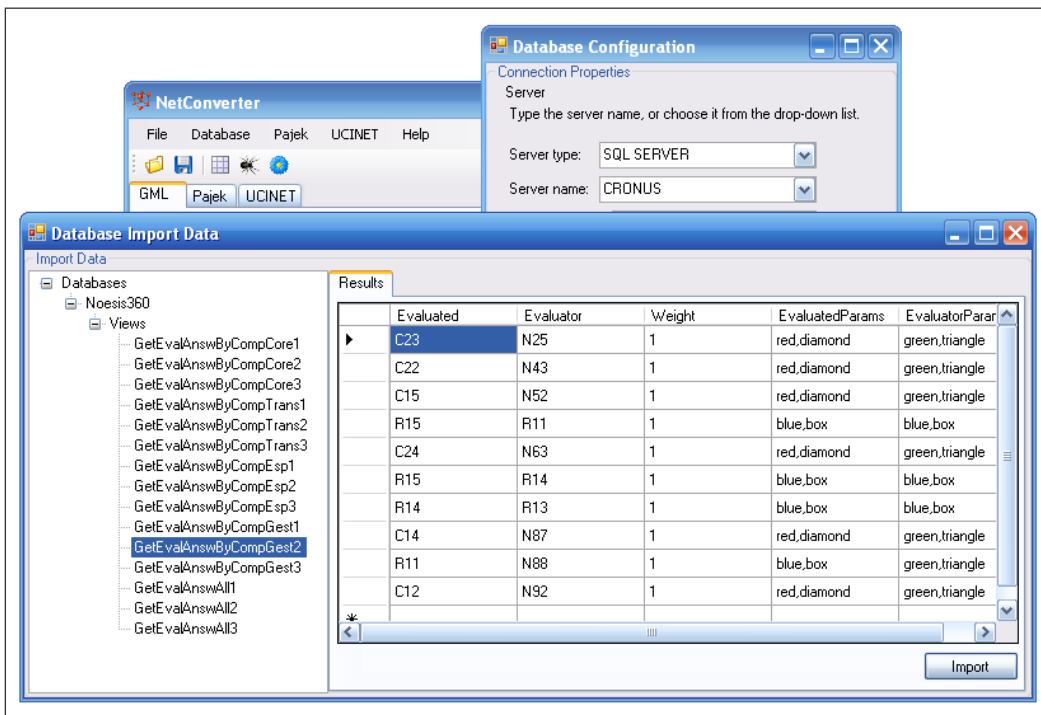 Database Configuration
Connection Properties
Server
Type the server name, or choose it from the drop-down list.
Server type: SQL SERVER
Server name: CRONUS
NetConverter
File Database Pajek UCINET Help
GML Pajek UCINET
Database Import Data
Import Data
Databases
Noesis360
Views
GetEvalAnswByCompCore1
GetEvalAnswByCompCore2
GetEvalAnswByCompCore3
GetEvalAnswByCompTrans1
GetEvalAnswByCompTrans2
GetEvalAnswByCompTrans3
GetEvalAnswByCompEsp1
GetEvalAnswByCompEsp2
GetEvalAnswByCompEsp3
GetEvalAnswByCompGest1
GetEvalAnswByCompGest2
GetEvalAnswByCompGest3
GetEvalAnswAll1
GetEvalAnswAll2
GetEvalAnswAll3
Results
Evaluated Evaluator Weight EvaluatedParams EvaluatorParar
C23 N25 1 red,diamond green,triangle
C22 N43 1 red,diamond green,triangle
C15 N52 1 red,diamond green,triangle
R15 R11 1 blue,box blue,box
C24 N63 1 red,diamond green,triangle
R15 R14 1 blue,box blue,box
R14 R13 1 blue,box blue,box
C14 N87 1 red,diamond green,triangle
R11 N88 1 blue,box green,triangle
C12 N92 1 red,diamond green,triangle
Import